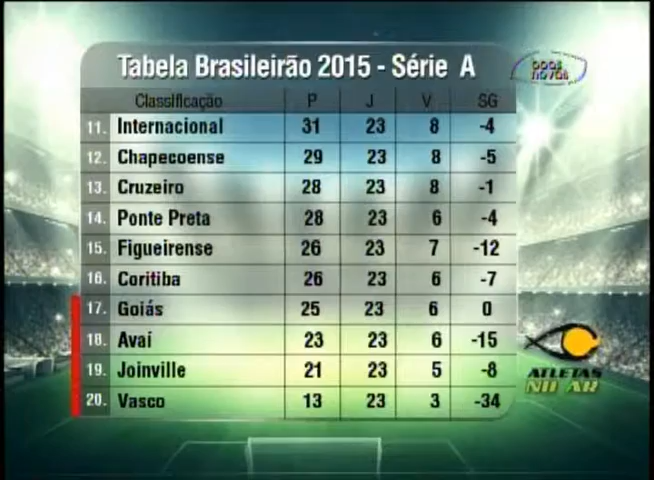 Tabela Brasileirão 2015 - Série A
boas
novas
Classificação P J V SG
11. Internacional 31 23 8 -4
12. Chapecoense 29 23 8 -5
13. Cruzeiro 28 23 8 -1
14. Ponte Preta 28 23 6 -4
15. Figueirense 26 23 7 -12
16. Coritiba 26 23 6 -7
17. Goiás 25 23 6 0
18. Avaí 23 23 6 -15
19. Joinville 21 23 5 -8
20. Vasco 13 23 3 -34
ATLETAS
NO AR